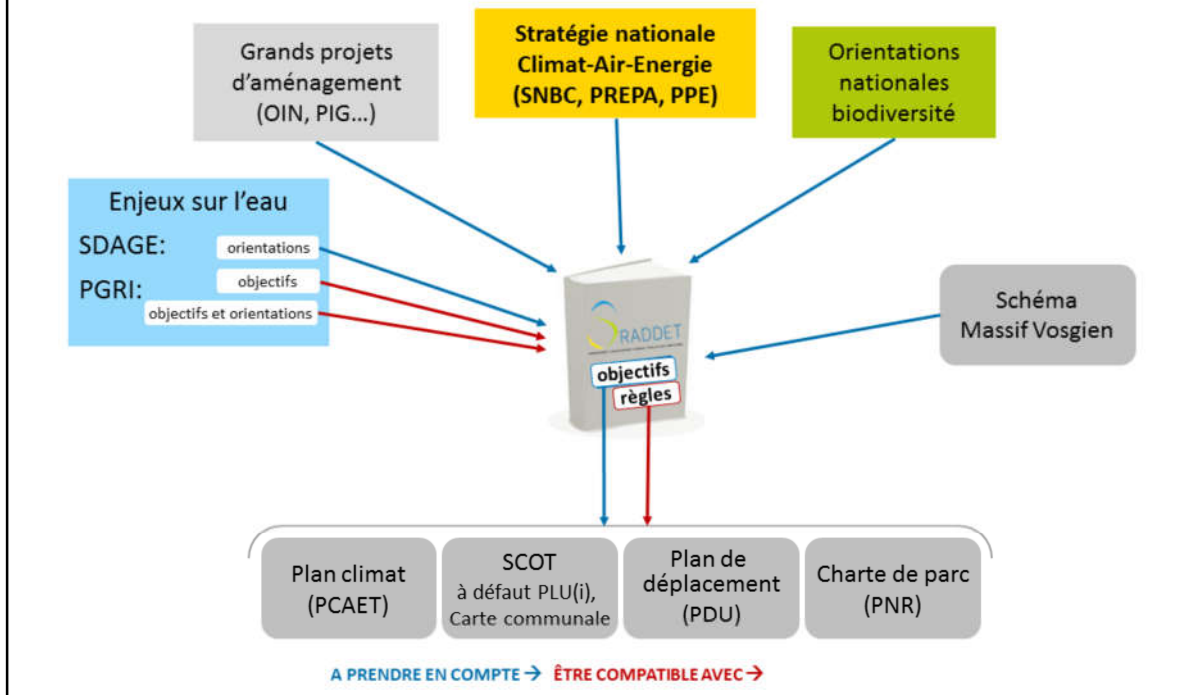 Grands projets
d'aménagement
(OIN, PIG...)
Stratégie nationale
Climat-Air-Energie
(SNBC, PREPA, PPE)
Orientations
nationales
biodiversité
Enjeux sur l'eau
SDAGE:
orientations
objectifs
PGRI:
objectifs et orientations
Schéma
Massif Vosgien
SRADDET
objectifs
règles
Plan climat
(PCAET)
SCOT
à défaut PLU(i),
Carte communale
Plan de
déplacement
(PDU)
Charte de parc
(PNR)
A PRENDRE EN COMPTE → ÊTRE COMPATIBLE AVEC →